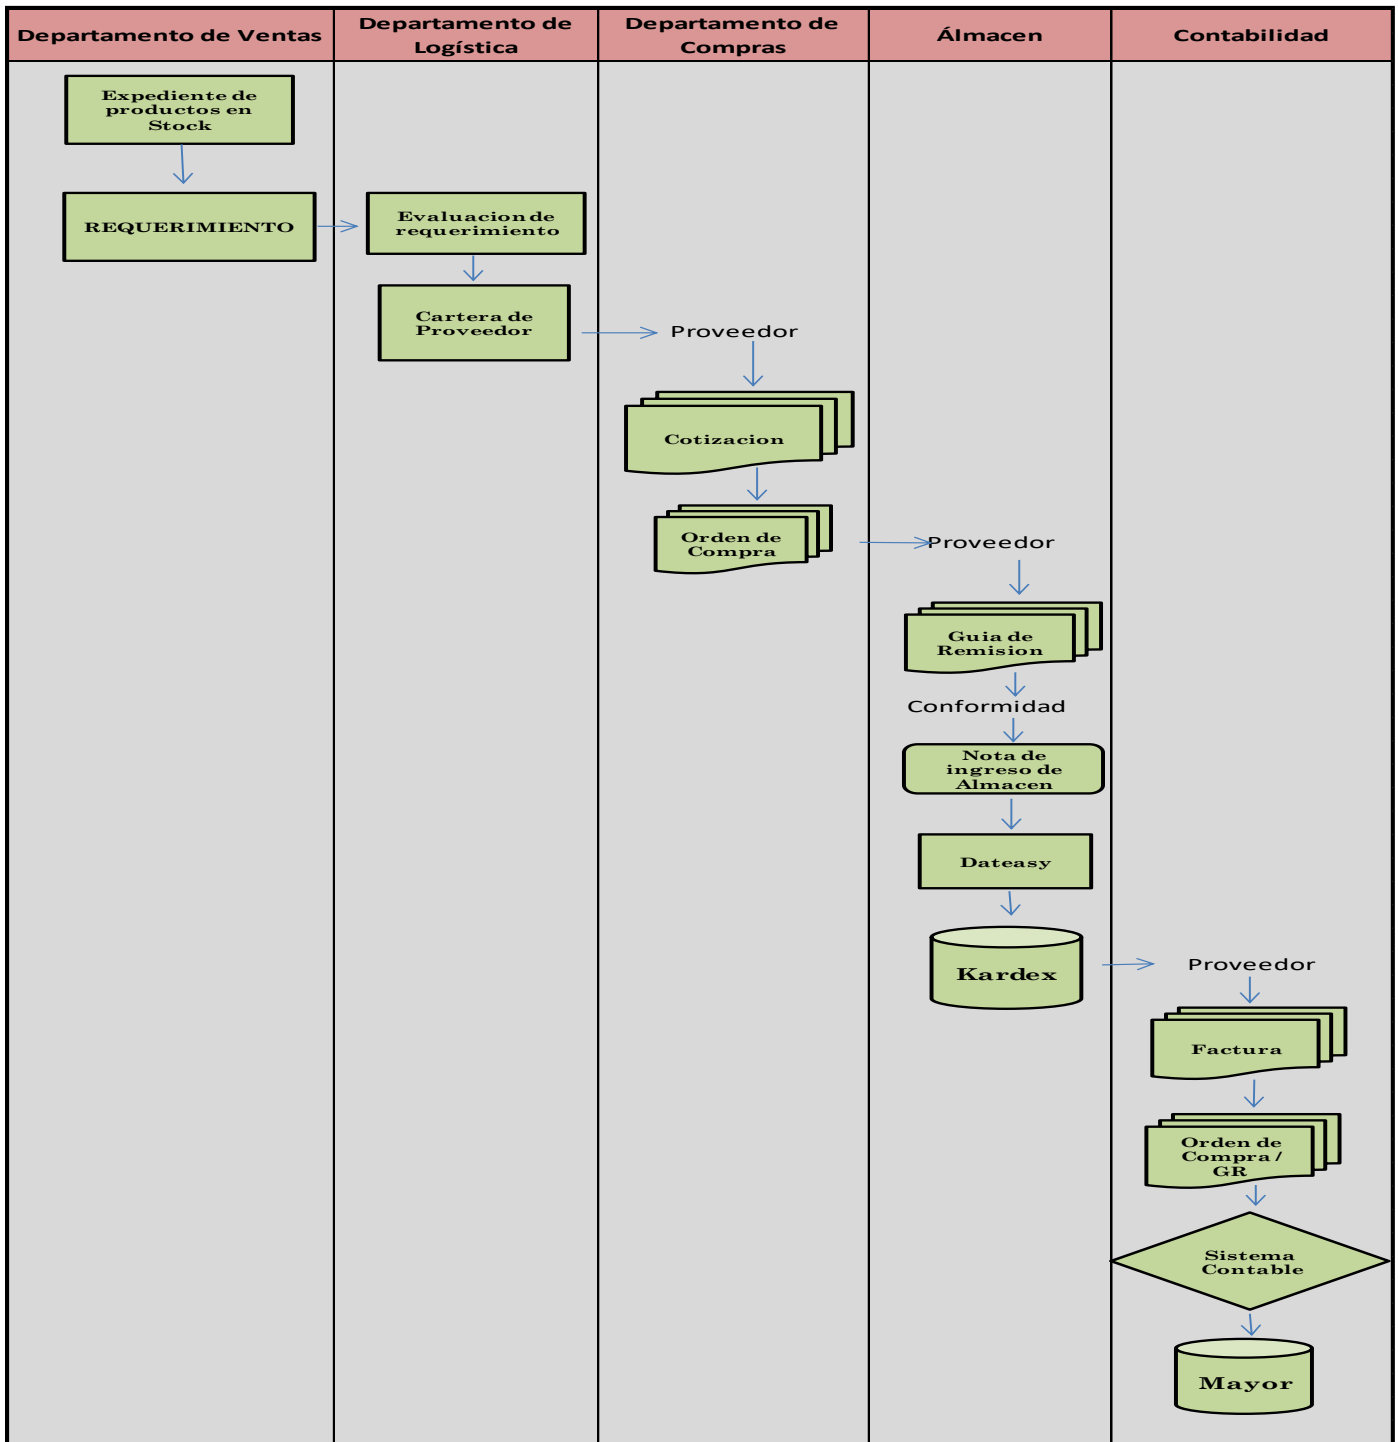 Departamento de Ventas
Departamento de
Logística
Departamento de
Compras
Álmacen
Contabilidad
Expediente de
productos en
Stock
REQUERIMIENTO
Evaluacion de
requerimiento
Cartera de
Proveedor
Proveedor
Cotizacion
Orden de
Compra
Proveedor
Guia de
Remision
Conformidad
Nota de
ingreso de
Almacen
Dateasy
Kardex
Proveedor
Factura
Orden de
Compra /
GR
Sistema
Contable
Mayor